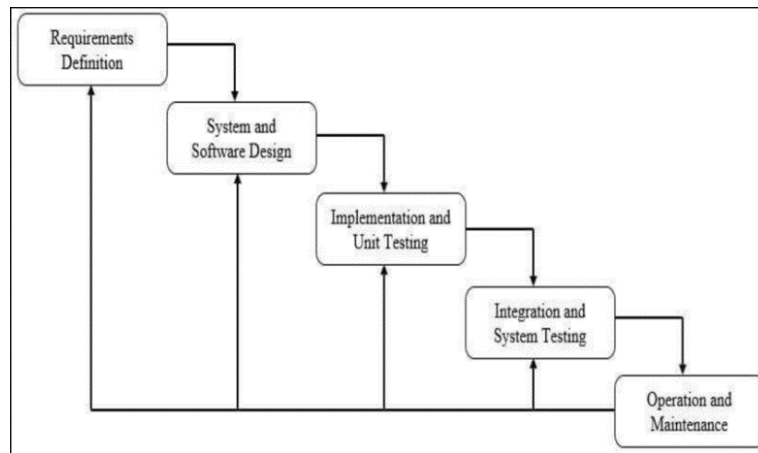 Requirements
Definition
System and
Software Design
Implementation and
Unit Testing
Integration and
System Testing
Operation and
Maintenance